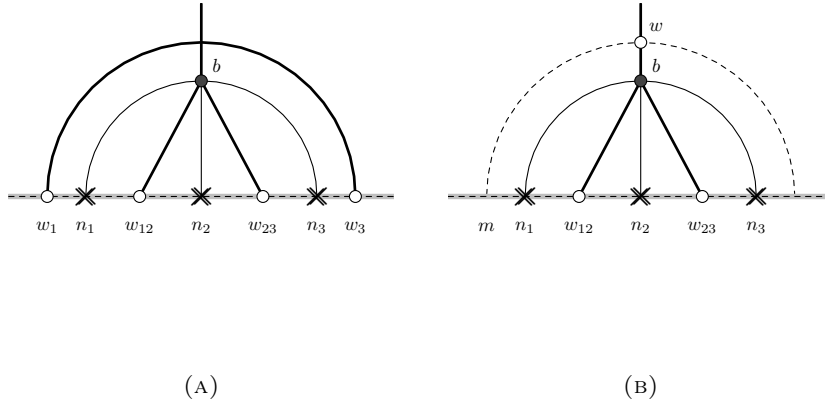 w
b b
w₁ n₁ w₁₂ n₂ w₂₃ n₃ w₃ m n₁ w₁₂ n₂ w₂₃ n₃
(A) (B)